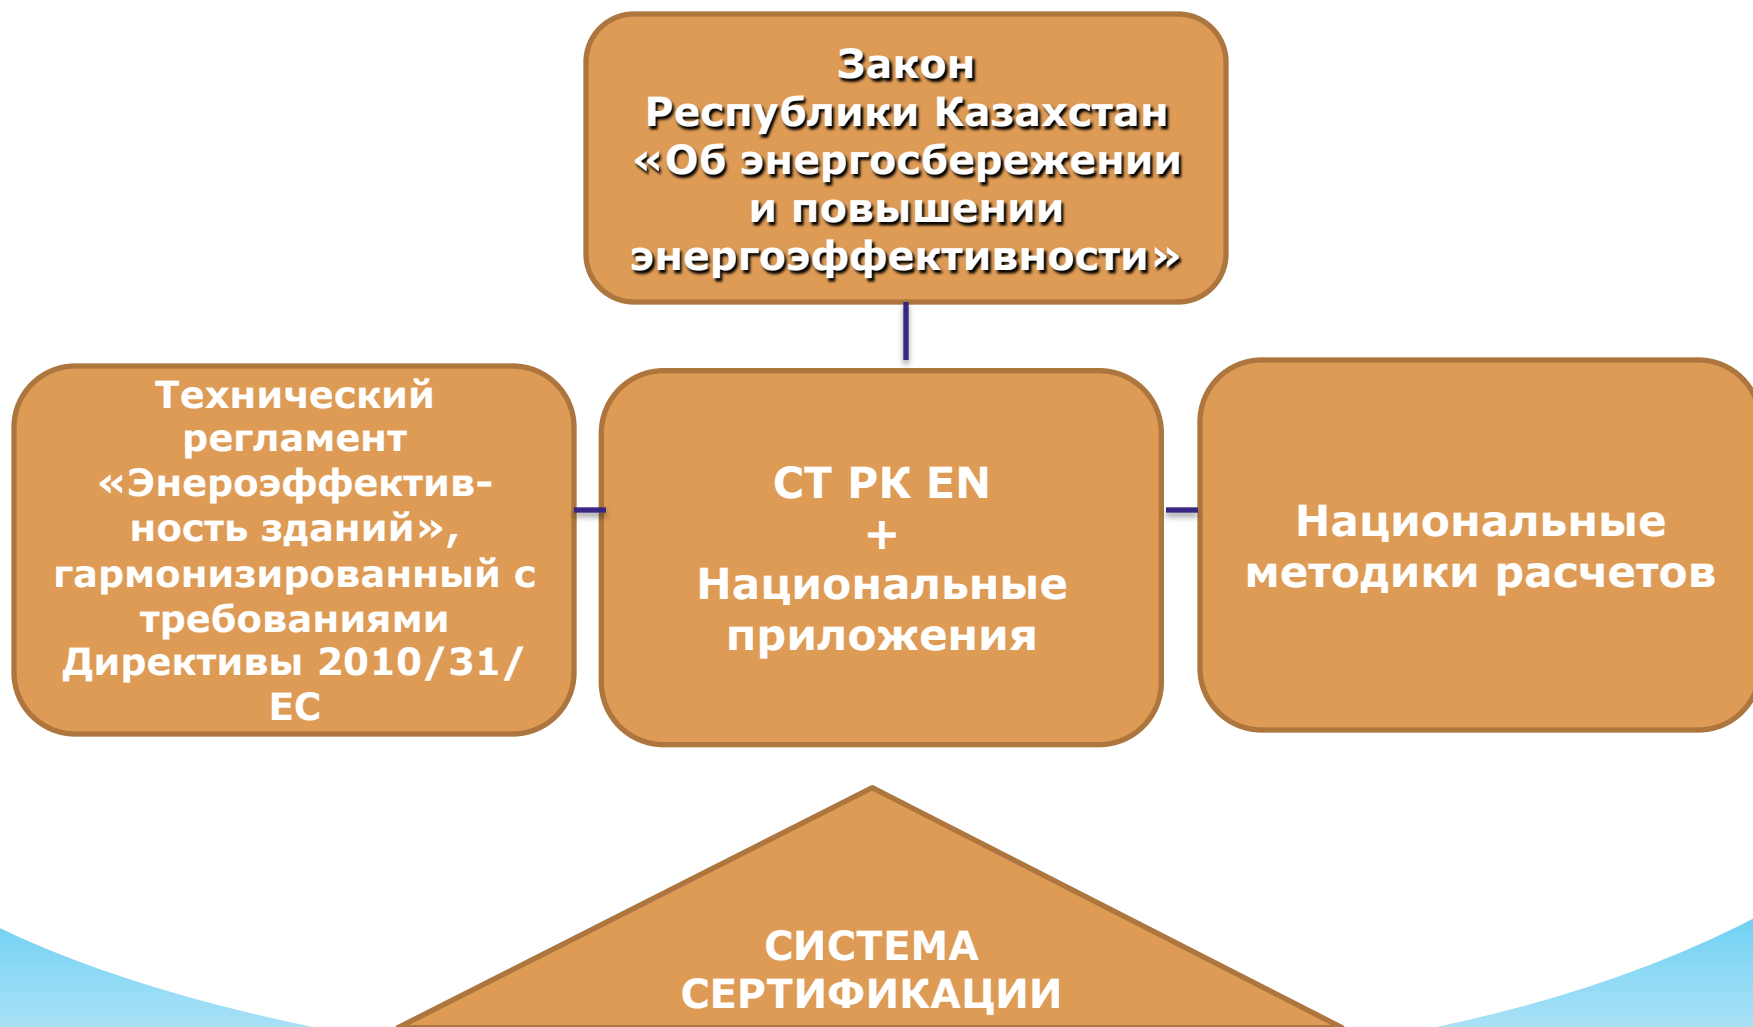 Закон
Республики Казахстан
«Об энергосбережении
и повышении
энергоэффективности»
Технический
регламент
«Энероэффектив-
ность зданий»,
гармонизированный с
требованиями
Директивы 2010/31/
ЕС
СТ РК EN
+
Национальные
приложения
Национальные
методики расчетов
СИСТЕМА
СЕРТИФИКАЦИИ